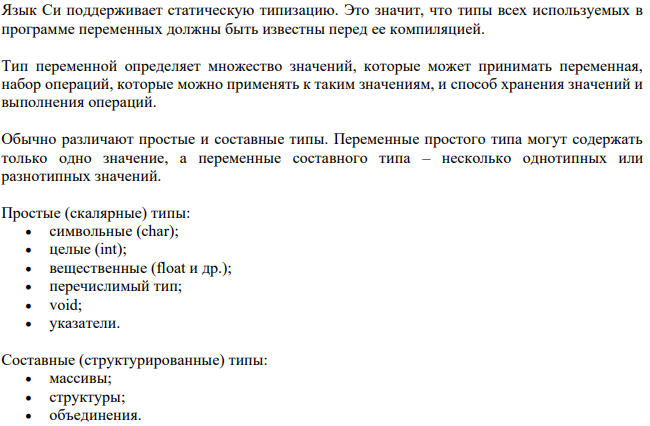 Язык Си поддерживает статическую типизацию. Это значит, что типы всех используемых в
программе переменных должны быть известны перед ее компиляцией.
Тип переменной определяет множество значений, которые может принимать переменная,
набор операций, которые можно применять к таким значениям, и способ хранения значений и
выполнения операций.
Обычно различают простые и составные типы. Переменные простого типа могут содержать
только одно значение, а переменные составного типа – несколько однотипных или
разнотипных значений.
Простые (скалярные) типы:
• символьные (char);
• целые (int);
• вещественные (float и др.);
• перечислимый тип;
• void;
• указатели.
Составные (структурированные) типы:
• массивы;
• структуры;
• объединения.